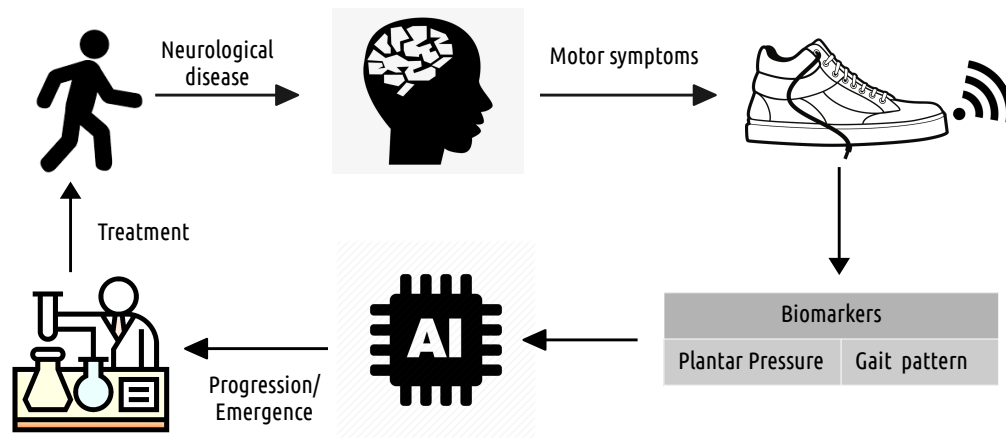 Neurological
disease
Motor symptoms
Treatment
Biomarkers
Plantar Pressure
Gait pattern
AI
Progression/
Emergence